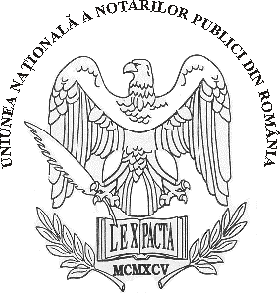 UNIUNEA NAȚIONALĂ A NOTARILOR PUBLICI DIN ROMÂNIA
LEX PACTA
MCMXCV